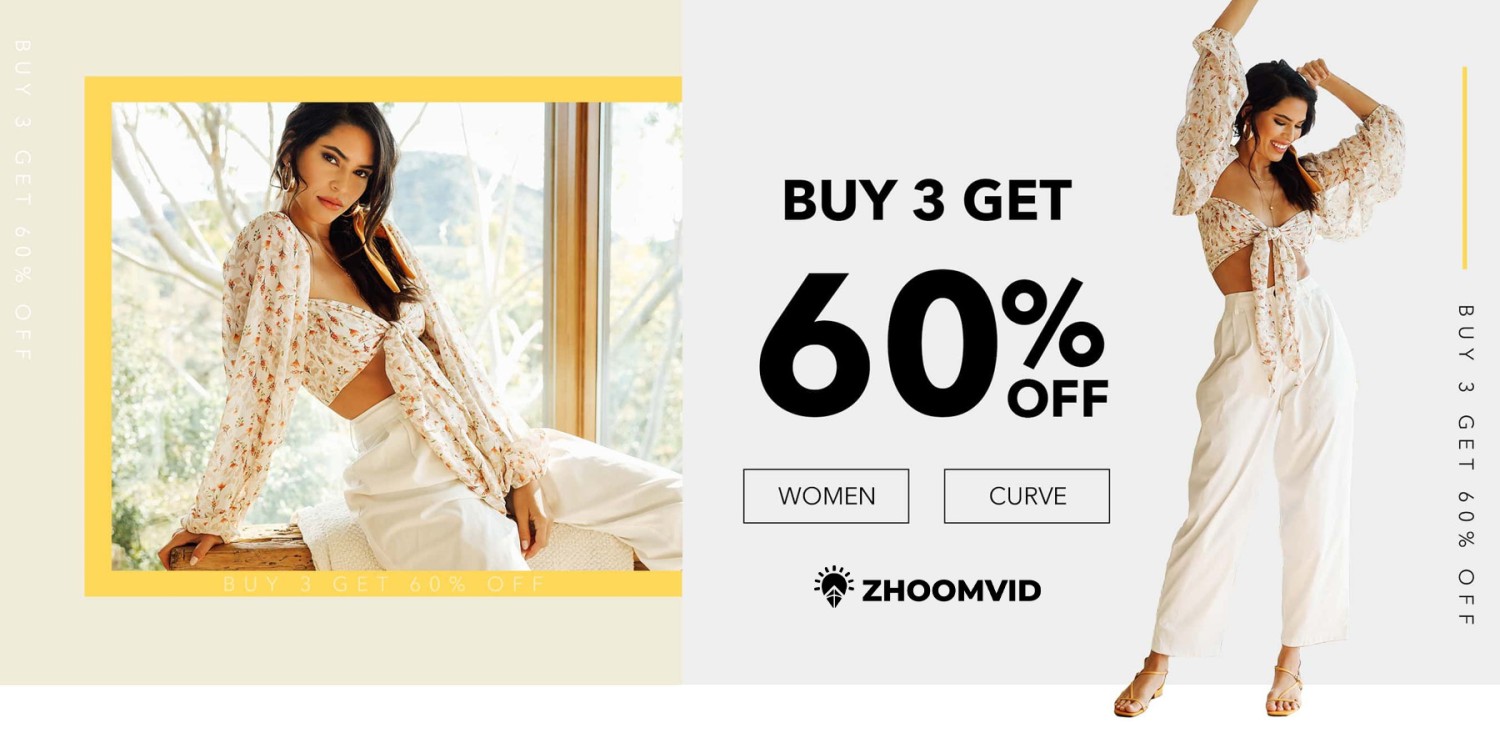 BUY 3 GET 60% OFF
BUY 3 GET 60% OFF
BUY 3 GET
60%
OFF
WOMEN
CURVE
ZHOOMVID
BUY 3 GET 60% OFF